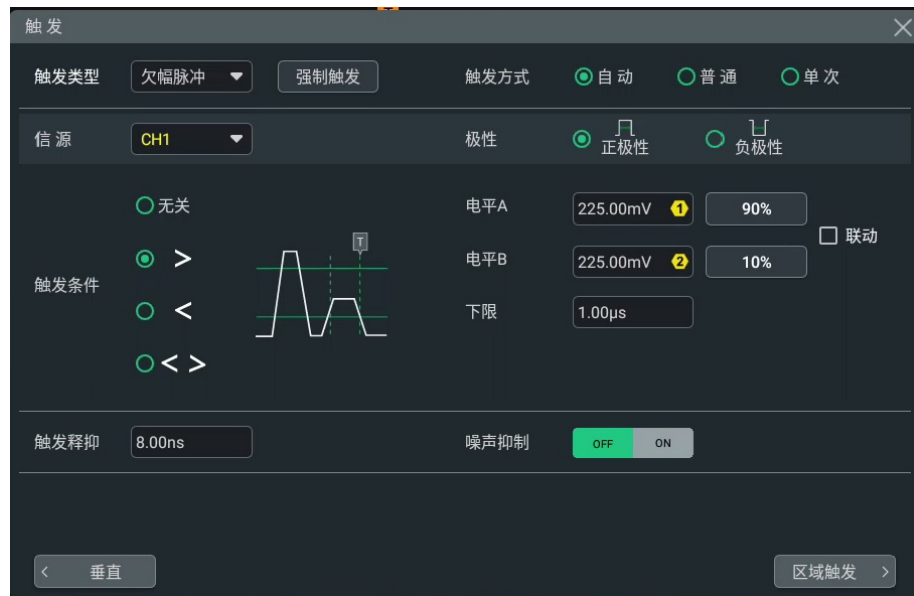 触发
触发类型 欠幅脉冲 强制触发 触发方式 自动 普通 单次
信源 CH1 极性 正极性 负极性
无关 电平A 225.00mV 1 90%
T 联动
触发条件 > 电平B 225.00mV 2 10%
< 下限 1.00μs
< >
触发释抑 8.00ns 噪声抑制 OFF ON
< 垂直 区域触发 >